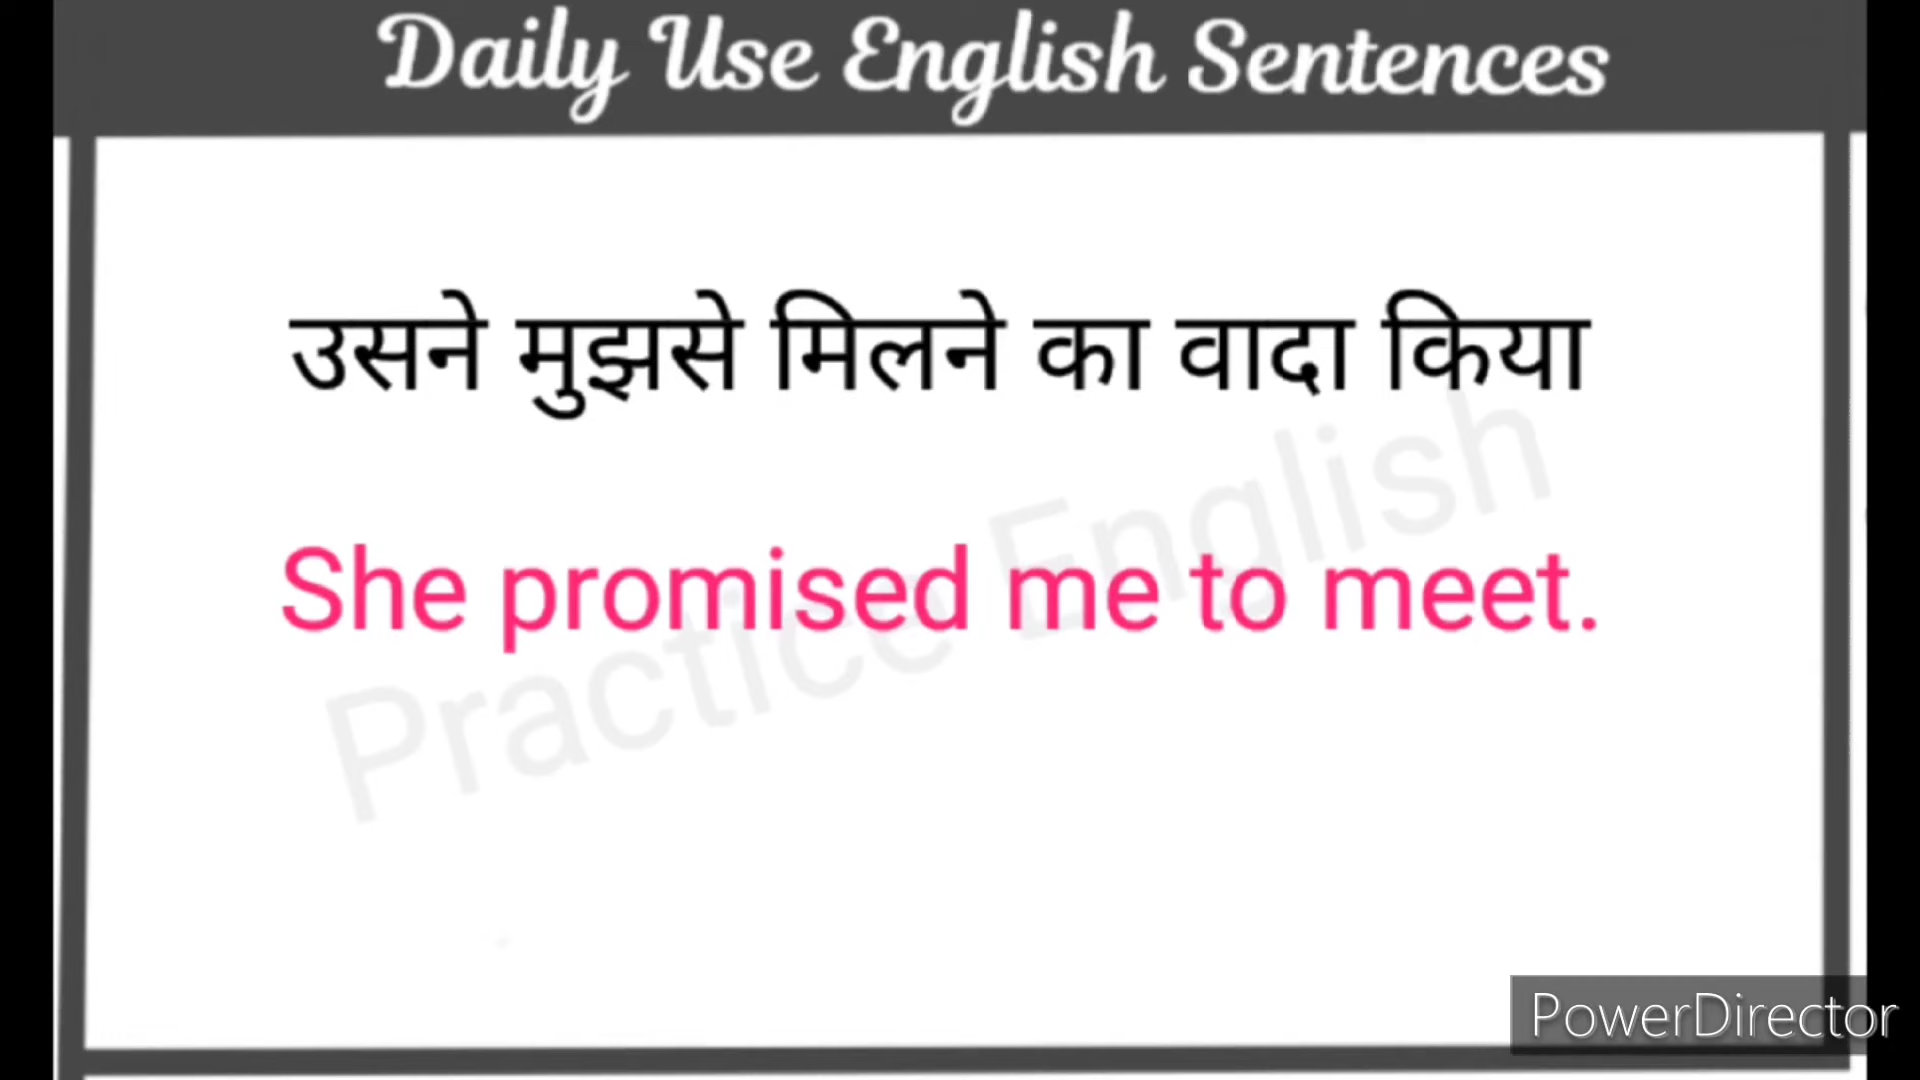 Daily Use English Sentences
उसने मुझसे मिलने का वादा किया
She promised me to meet.
Practice English
PowerDirector